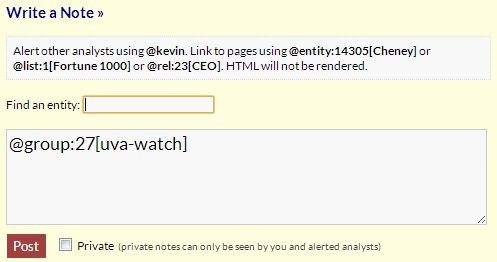 Write a Note »
Alert other analysts using @kevin. Link to pages using @entity:14305[Cheney] or
@list:1[Fortune 1000] or @rel:23[CEO]. HTML will not be rendered.
Find an entity:
@group:27[uva-watch]
Post Private (private notes can only be seen by you and alerted analysts)